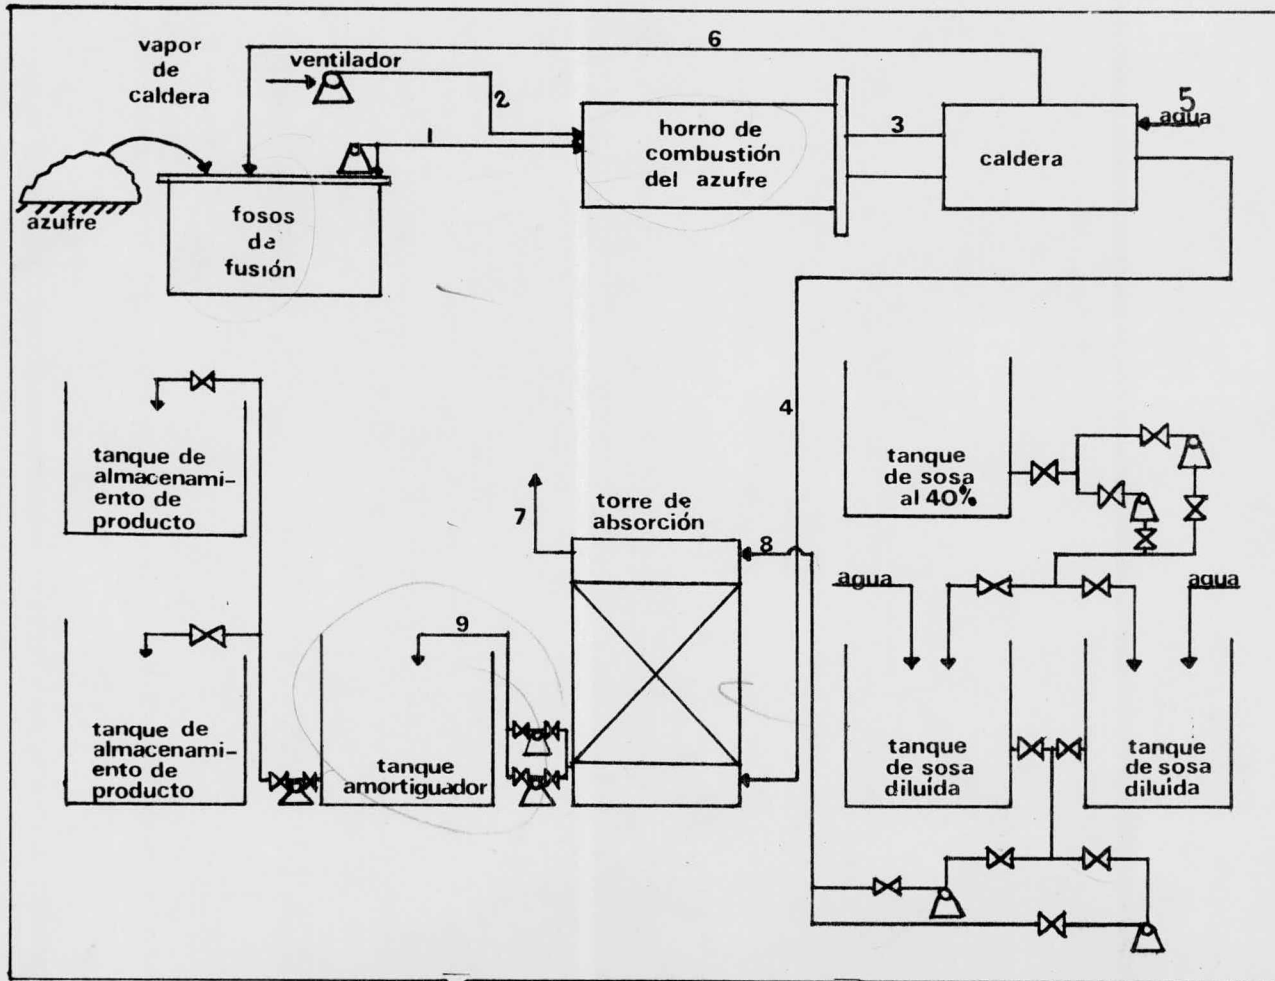 vapor
de
caldera
ventilador
6
2
1
horno de
combustión
del azufre
3
caldera
5
agua
azufre
fosos
de
fusión
4
tanque de
almacenami-
ento de
producto
7
torre de
absorción
8
tanque
de sosa
al 40%
agua
agua
9
tanque de
almacenami-
ento de
producto
tanque
amortiguador
tanque
de sosa
diluída
tanque
de sosa
diluída